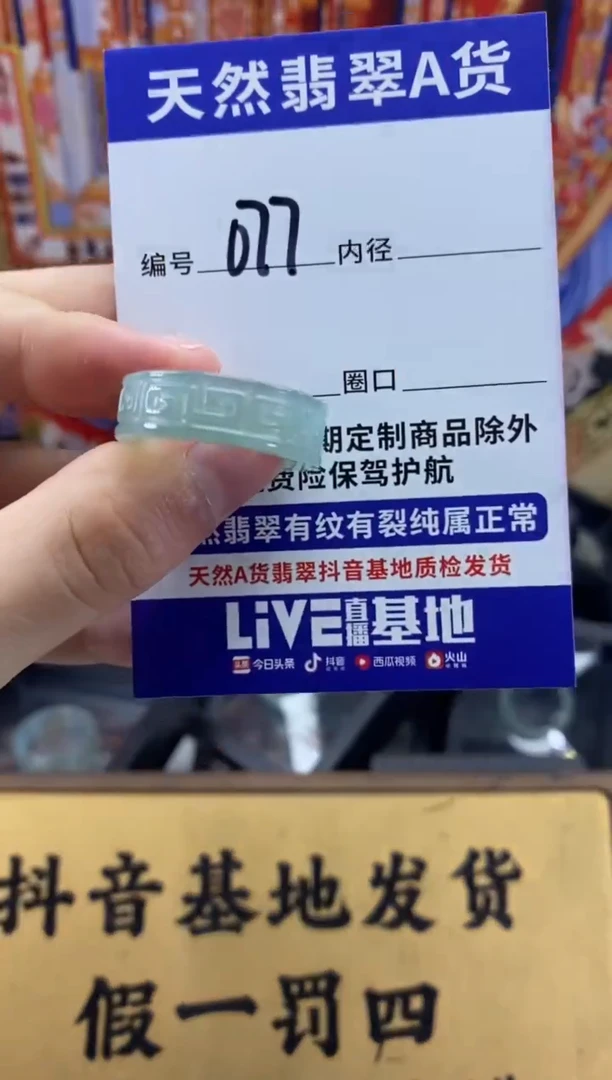 天然翡翠A货
编号 077 内径
圈口
期定制商品除外
险保驾护航
翡翠有纹有裂纯属正常
天然A货翡翠抖音基地质检发货
LiVE直播基地
头条 今日头条 抖音 西瓜视频 火山
抖音基地发货
假一罚四